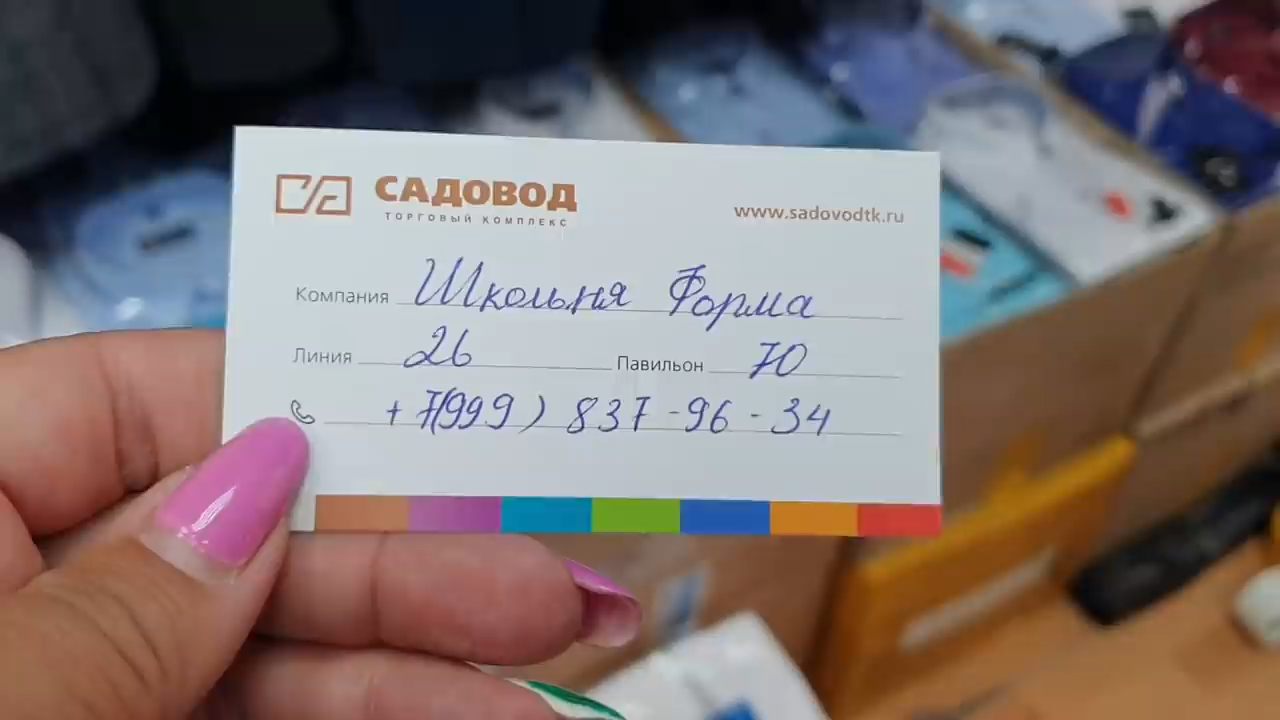 САДОВОД
ТОРГОВЫЙ КОМПЛЕКС
www.sadovodtk.ru
Компания Школьня Форма
Линия 26 Павильон 70
+7(999) 837-96-34